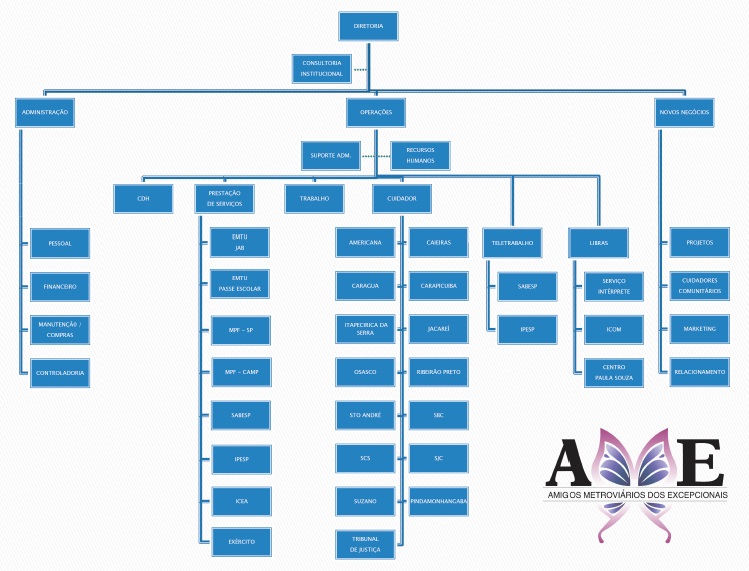 DIRETORIA
CONSULTORIA
INSTITUCIONAL
ADMINISTRAÇÃO
OPERAÇÕES
NOVOS NEGÓCIOS
SUPORTE ADM.
RECURSOS
HUMANOS
CDH
PRESTAÇÃO
DE SERVIÇOS
TRABALHO
CUIDADOR
PESSOAL
FINANCEIRO
MANUTENÇÃO /
COMPRAS
CONTROLADORIA
EMTU
JAB
EMTU
PASSE ESCOLAR
MPF – SP
MPF – CAMP
SABESP
IPESP
ICEA
EXÉRCITO
AMERICANA
CAIEIRAS
CARAGUA
CARAPICUIBA
ITAPECIRICA DA
SERRA
JACAREÍ
OSASCO
RIBEIRÃO PRETO
STO ANDRÉ
SBC
SCS
SJC
SUZANO
PINDAMONHANGABA
TRIBUNAL
DE JUSTIÇA
TELETRABALHO
SABESP
IPESP
LIBRAS
SERVIÇO
INTÉRPRETE
ICOM
CENTRO
PAULA SOUZA
PROJETOS
CUIDADORES
COMUNITÁRIOS
MARKETING
RELACIONAMENTO
AME
AMIGOS METROVIÁRIOS DOS EXCEPCIONAIS